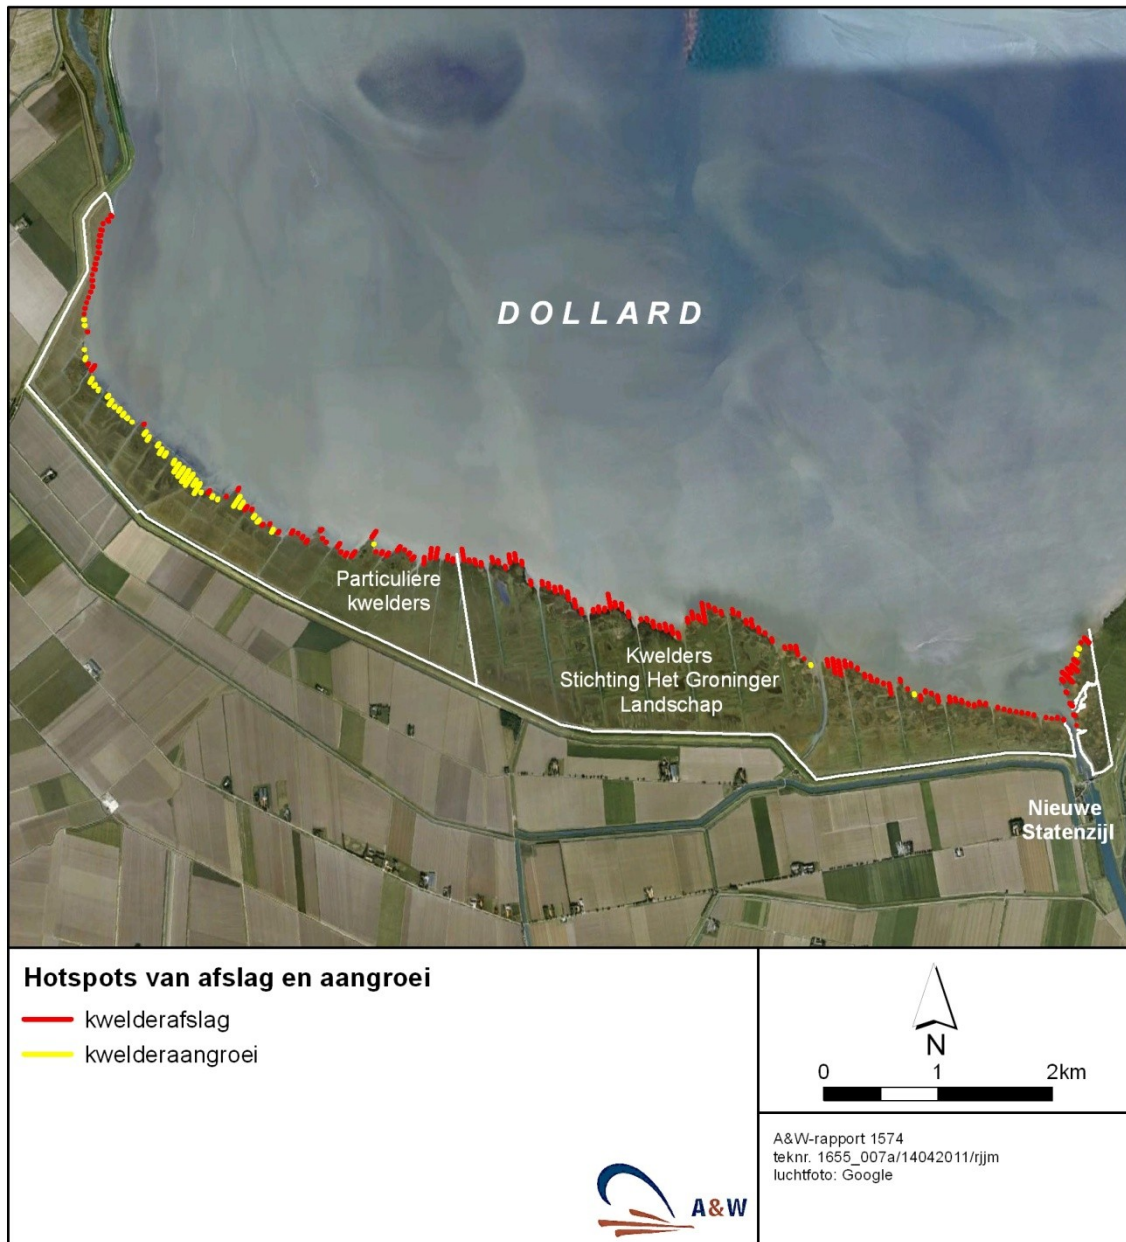 DOLLARD
Particuliere
kwelders
Kwelders
Stichting Het Groninger
Landschap
Nieuwe
Statenzijl
Hotspots van afslag en aangroei
kwelderafslag
kwelderaangroei
N
0 1 2km
A&W-rapport 1574
teknr. 1655_007a/14042011/rjjm
luchtfoto: Google
A&W